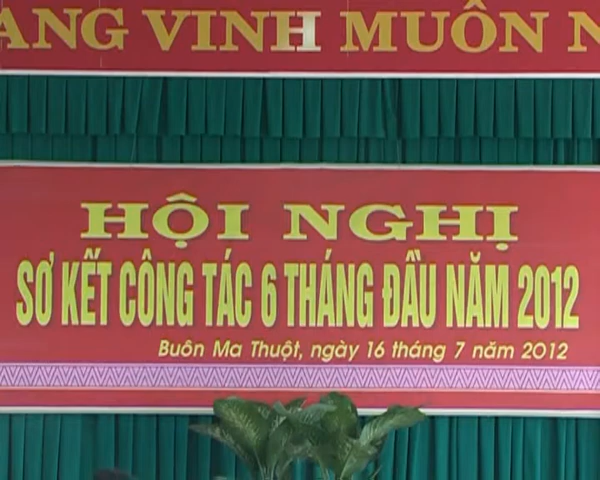 ANG VINH MUÔN N
HỘI NGHỊ
SƠ KẾT CÔNG TÁC 6 THÁNG ĐẦU NĂM 2012
Buôn Ma Thuột, ngày 16 tháng 7 năm 2012